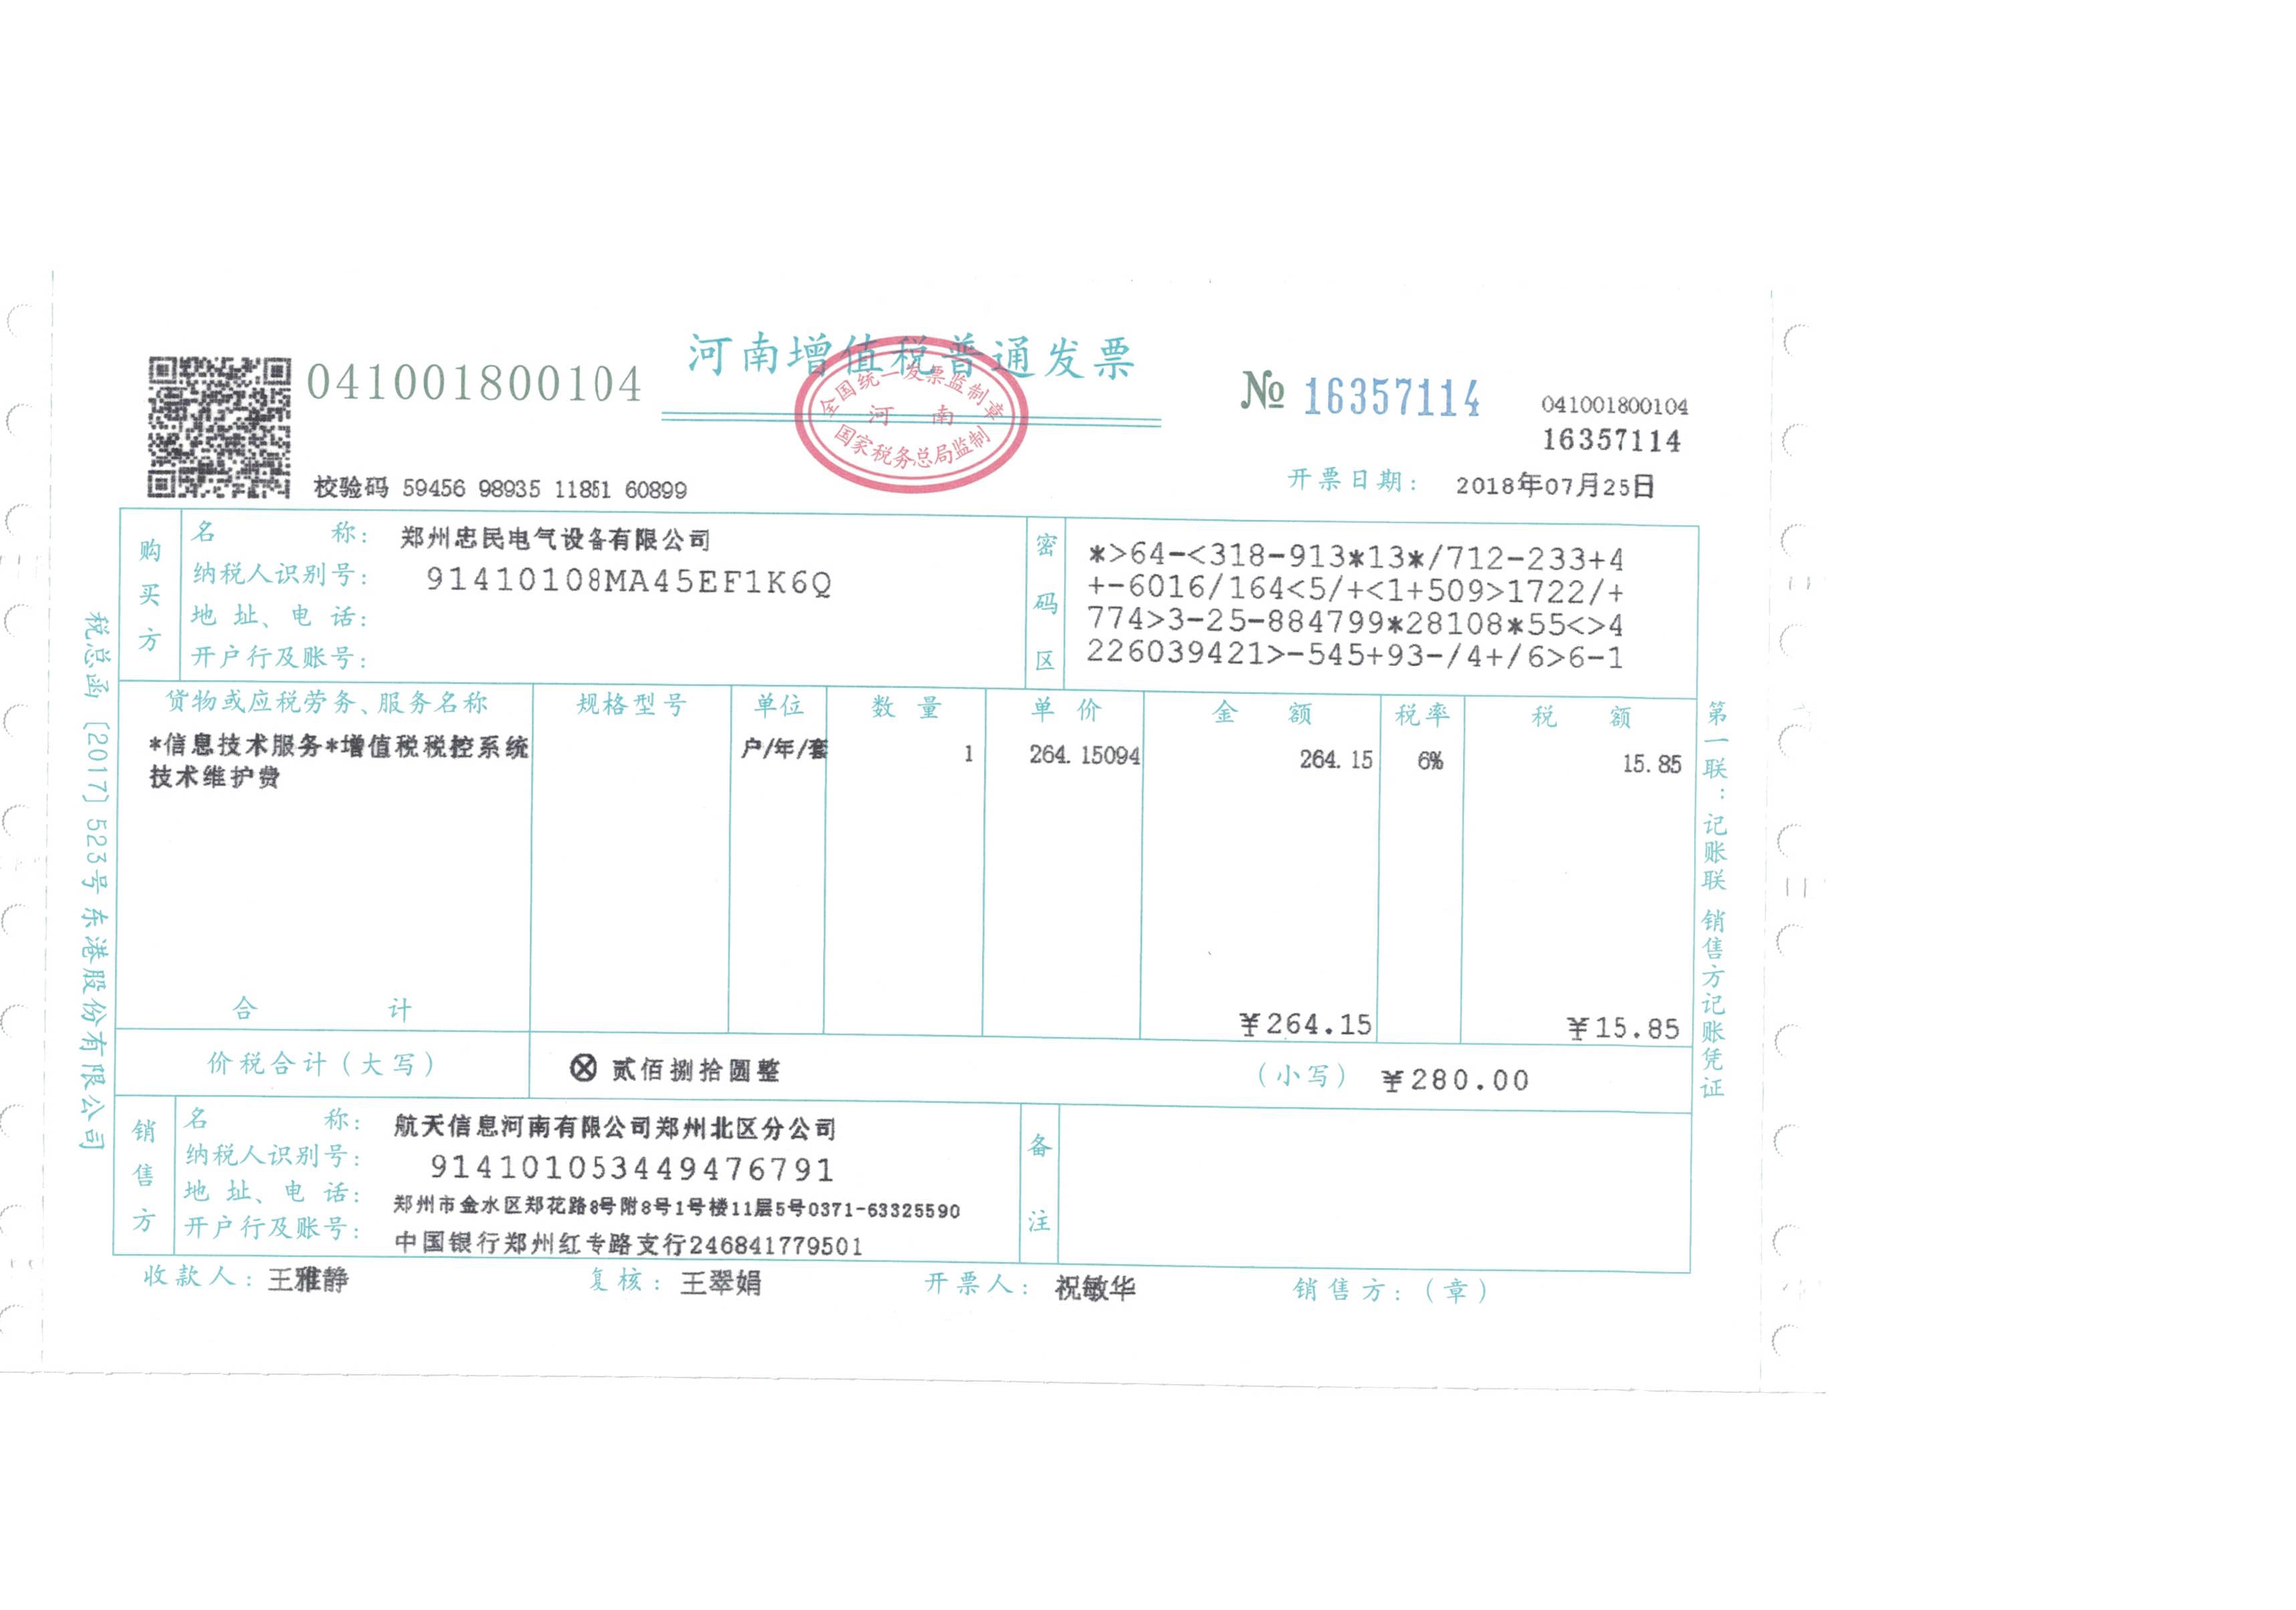 河南增值税普通发票
041001800104
№ 16357114
041001800104
16357114
全国统一发票监制章
河 南
国家税务总局监制
校验码 59456 98935 11851 60899
开票日期: 2018年07月25日
购买方
名 称: 郑州忠民电气设备有限公司
纳税人识别号: 91410108MA45EF1K6Q
地 址、电 话:
开户行及账号:
密码区
*>64-<318-913*13*/712-233+4
+-6016/164<5/+<1+509>1722/+
774>3-25-884799*28108*55<>4
226039421>-545+93-/4+/6>6-1
货物或应税劳务、服务名称 规格型号 单位 数 量 单 价 金 额 税率 税 额
*信息技术服务*增值税税控系统 户/年/套 1 264.15094 264.15 6% 15.85
技术维护费
合 计 ¥264.15 ¥15.85
价税合计(大写) ⊗ 贰佰捌拾圆整 (小写) ¥280.00
销售方
名 称: 航天信息河南有限公司郑州北区分公司
纳税人识别号: 914101053449476791
地 址、电 话: 郑州市金水区郑花路8号附8号1号楼11层5号0371-63325590
开户行及账号: 中国银行郑州红专路支行246841779501
备注
收款人: 王雅静 复核: 王翠娟 开票人: 祝敏华 销售方:(章)
税总函〔2017〕523号东港股份有限公司
第一联:记账联 销售方记账凭证